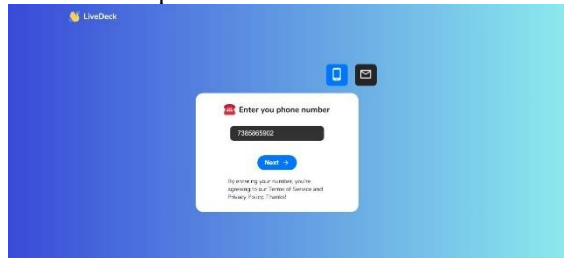 LiveDeck
Enter you phone number
7385865902
Next →
By entering your number, you're
agreeing to our Terms of Service and
Privacy Policy. Thanks!